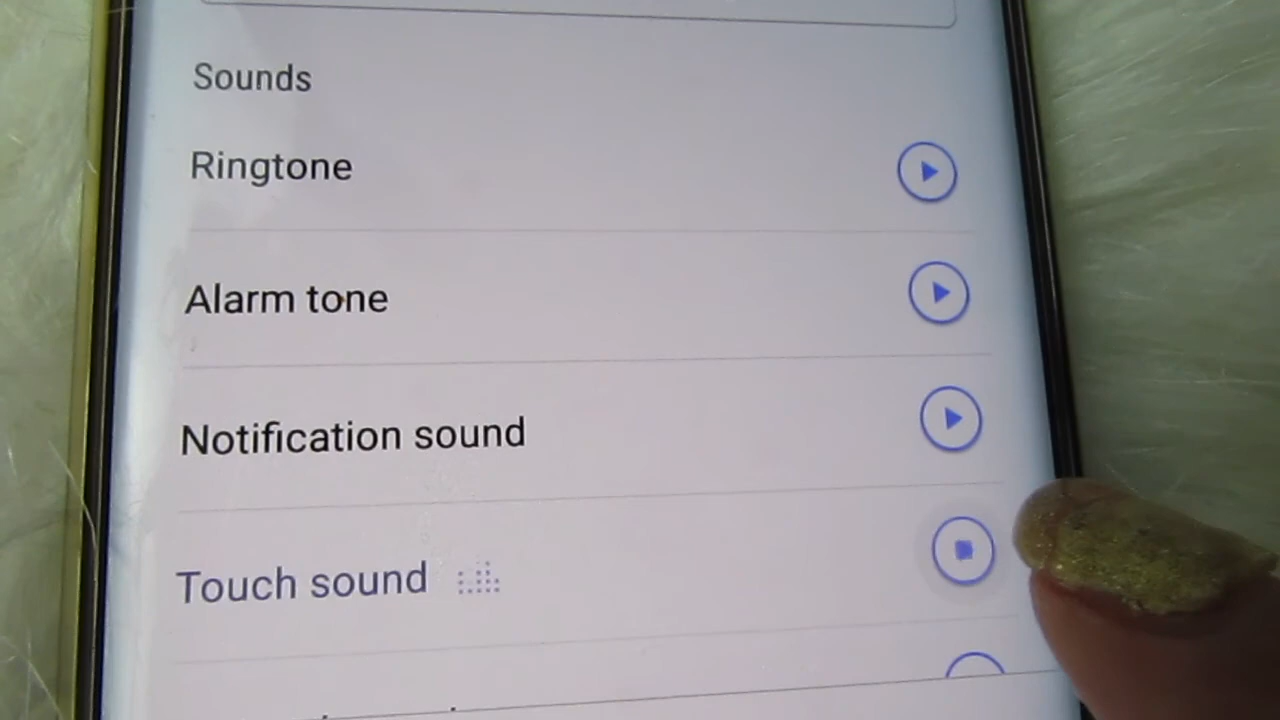 Sounds
Ringtone
Alarm tone
Notification sound
Touch sound